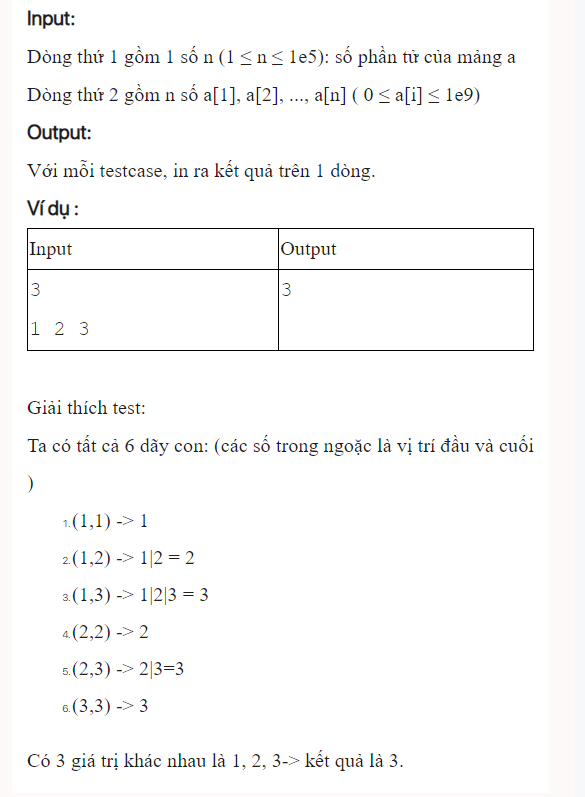 Input:
Dòng thứ 1 gồm 1 số n (1 ≤ n ≤ 1e5): số phần tử của mảng a
Dòng thứ 2 gồm n số a[1], a[2], ..., a[n] ( 0 ≤ a[i] ≤ 1e9)
Output:
Với mỗi testcase, in ra kết quả trên 1 dòng.
Ví dụ :
Input Output
3 3
1 2 3
Giải thích test:
Ta có tất cả 6 dãy con: (các số trong ngoặc là vị trí đầu và cuối
)
1. (1,1) -> 1
2. (1,2) -> 1|2 = 2
3. (1,3) -> 1|2|3 = 3
4. (2,2) -> 2
5. (2,3) -> 2|3=3
6. (3,3) -> 3
Có 3 giá trị khác nhau là 1, 2, 3-> kết quả là 3.